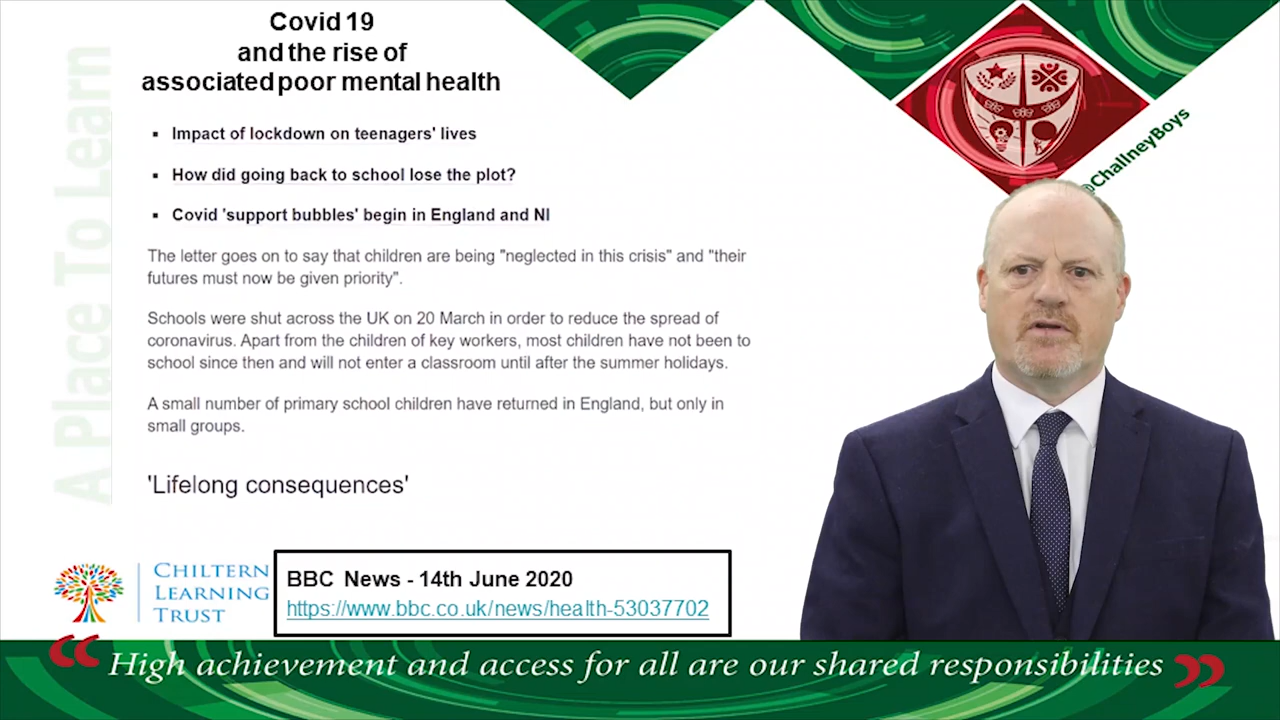 Covid 19
and the rise of
associated poor mental health
A Place To Learn
▪ Impact of lockdown on teenagers' lives
▪ How did going back to school lose the plot?
▪ Covid 'support bubbles' begin in England and NI
The letter goes on to say that children are being "neglected in this crisis" and "their
futures must now be given priority".
Schools were shut across the UK on 20 March in order to reduce the spread of
coronavirus. Apart from the children of key workers, most children have not been to
school since then and will not enter a classroom until after the summer holidays.
A small number of primary school children have returned in England, but only in
small groups.
'Lifelong consequences'
@ChallneyBoys
CHILTERN
LEARNING
TRUST
BBC News - 14th June 2020
https://www.bbc.co.uk/news/health-53037702
“ High achievement and access for all are our shared responsibilities ”